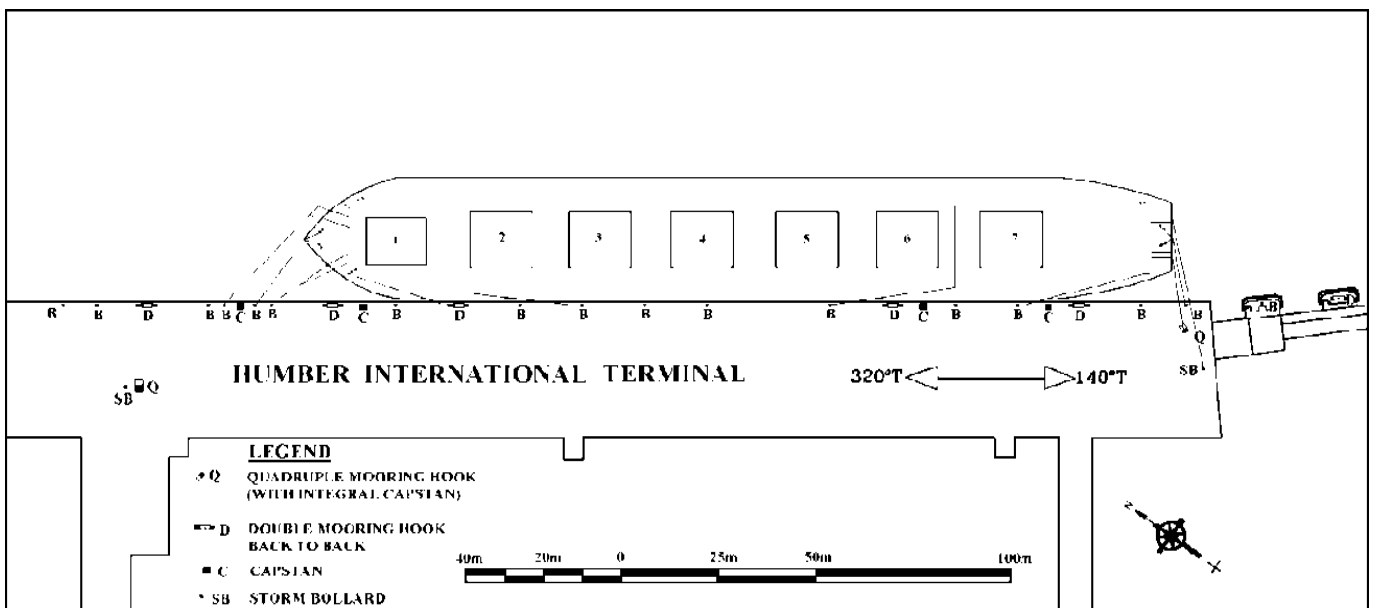 1 2 3 4 5 6 7
B B D B B C B B D C B D B B B B B D C B B C D B B AB
Q
HUMBER INTERNATIONAL TERMINAL 320°T 140°T SB
Q
SB
LEGEND
Q QUADRUPLE MOORING HOOK
(WITH INTEGRAL CAPSTAN)
N
D DOUBLE MOORING HOOK
BACK TO BACK
40m 20m 0 25m 50m 100m
C CAPSTAN
SB STORM BOLLARD